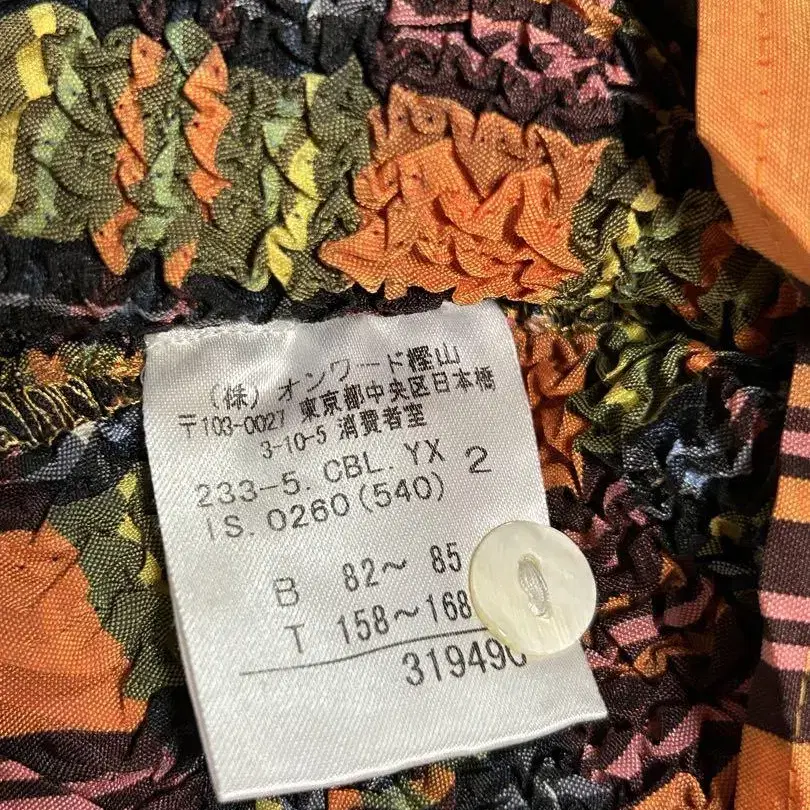 (株)オンワード樫山
〒103-0027 東京都中央区日本橋
3-10-5 消費者室
233-5. CBL. YX 2
IS. 0260(540)
B 82～ 85
T 158～168
319490